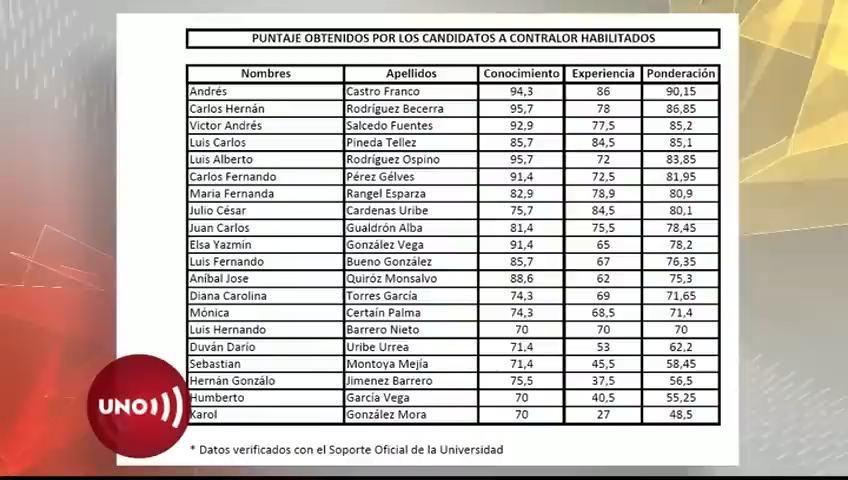 PUNTAJE OBTENIDOS POR LOS CANDIDATOS A CONTRALOR HABILITADOS
Nombres Apellidos Conocimiento Experiencia Ponderación
Andrés Castro Franco 94,3 86 90,15
Carlos Hernán Rodríguez Becerra 95,7 78 86,85
Victor Andrés Salcedo Fuentes 92,9 77,5 85,2
Luis Carlos Pineda Tellez 85,7 84,5 85,1
Luis Alberto Rodríguez Ospino 95,7 72 83,85
Carlos Fernando Pérez Gélves 91,4 72,5 81,95
Maria Fernanda Rangel Esparza 82,9 78,9 80,9
Julio César Cardenas Uribe 75,7 84,5 80,1
Juan Carlos Gualdrón Alba 81,4 75,5 78,45
Elsa Yazmín González Vega 91,4 65 78,2
Luis Fernando Bueno González 85,7 67 76,35
Aníbal Jose Quiróz Monsalvo 88,6 62 75,3
Diana Carolina Torres García 74,3 69 71,65
Mónica Certaín Palma 74,3 68,5 71,4
Luis Hernando Barrero Nieto 70 70 70
Duván Darío Uribe Urrea 71,4 53 62,2
Sebastian Montoya Mejía 71,4 45,5 58,45
Hernán Gonzálo Jimenez Barrero 75,5 37,5 56,5
Humberto García Vega 70 40,5 55,25
Karol González Mora 70 27 48,5
* Datos verificados con el Soporte Oficial de la Universidad
UNO